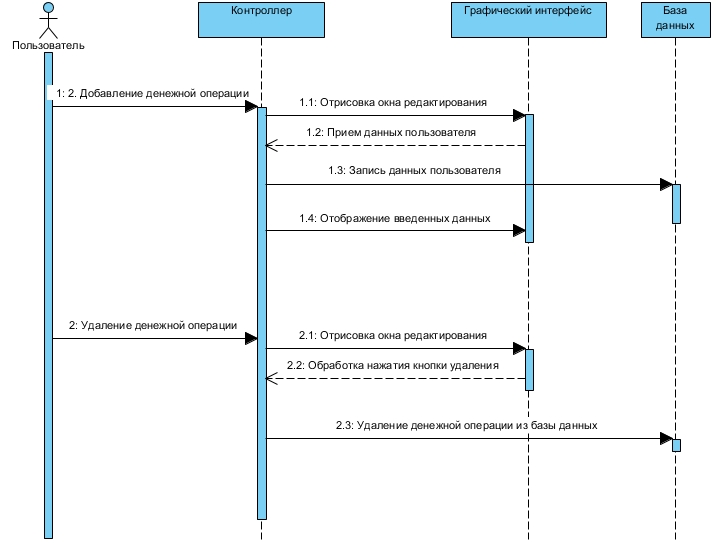 Пользователь
Контроллер
Графический интерфейс
База
данных
1: 2. Добавление денежной операции
1.1: Отрисовка окна редактирования
1.2: Прием данных пользователя
1.3: Запись данных пользователя
1.4: Отображение введенных данных
2: Удаление денежной операции
2.1: Отрисовка окна редактирования
2.2: Обработка нажатия кнопки удаления
2.3: Удаление денежной операции из базы данных